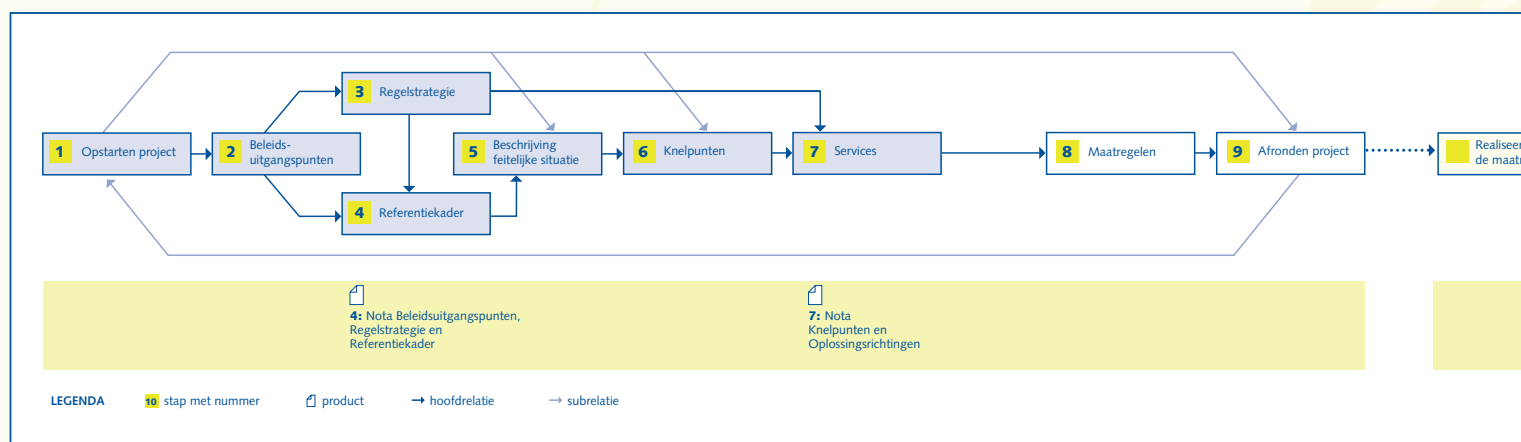 1 Opstarten project
2 Beleids-
uitgangspunten
3 Regelstrategie
4 Referentiekader
5 Beschrijving
feitelijke situatie
6 Knelpunten
7 Services
8 Maatregelen
9 Afronden project
4: Nota Beleidsuitgangspunten,
Regelstrategie en
Referentiekader
7: Nota
Knelpunten en
Oplossingsrichtingen
LEGENDA
10 stap met nummer
product
hoofdrelatie
subrelatie